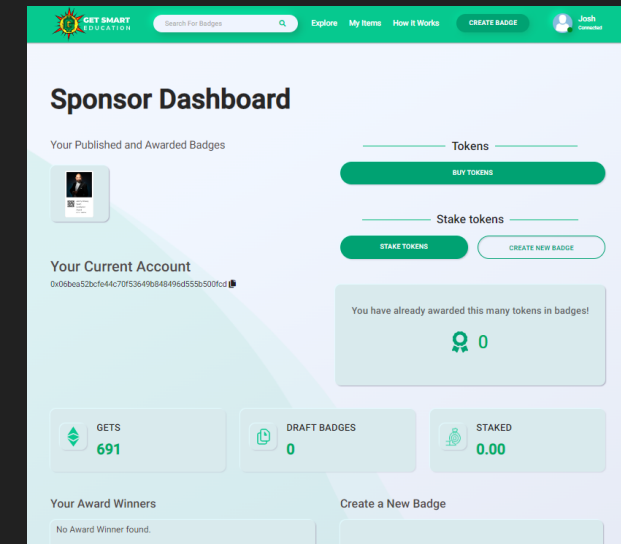 GET SMART
EDUCATION
Search For Badges
Explore
My Items
How It Works
CREATE BADGE
Jash
Connected
Sponsor Dashboard
Your Published and Awarded Badges
Tokens
BUY TOKENS
Stake tokens
STAKE TOKENS
CREATE NEW BADGE
Your Current Account
0x06bea52bcfe44c70f53649b848496d555b500fcd
You have already awarded this many tokens in badges!
0
GETS
691
DRAFT BADGES
0
STAKED
0.00
Your Award Winners
Create a New Badge
No Award Winner found.